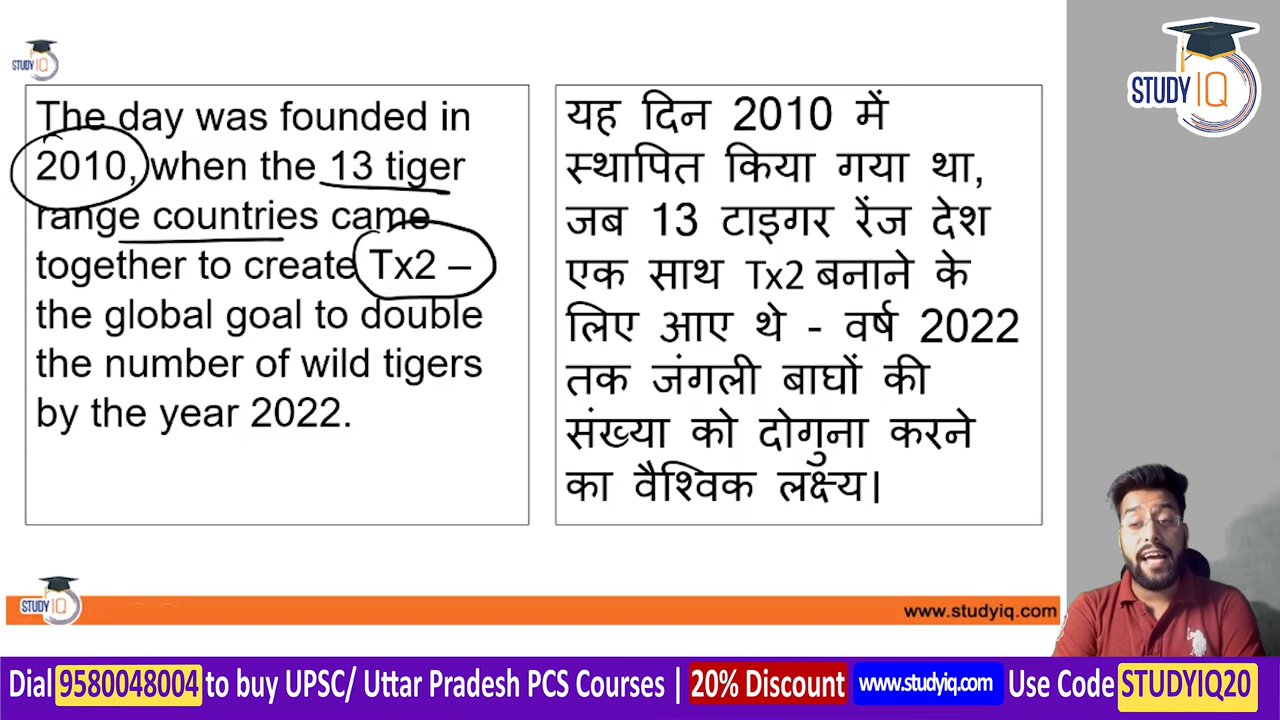 STUDY IQ
The day was founded in
2010, when the 13 tiger
range countries came
together to create Tx2 –
the global goal to double
the number of wild tigers
by the year 2022.
यह दिन 2010 में
स्थापित किया गया था,
जब 13 टाइगर रेंज देश
एक साथ Tx2 बनाने के
लिए आए थे - वर्ष 2022
तक जंगली बाघों की
संख्या को दोगुना करने
का वैश्विक लक्ष्य।
STUDY IQ
STUDY IQ
www.studyiq.com
Dial 9580048004 to buy UPSC/ Uttar Pradesh PCS Courses | 20% Discount www.studyiq.com Use Code STUDYIQ20